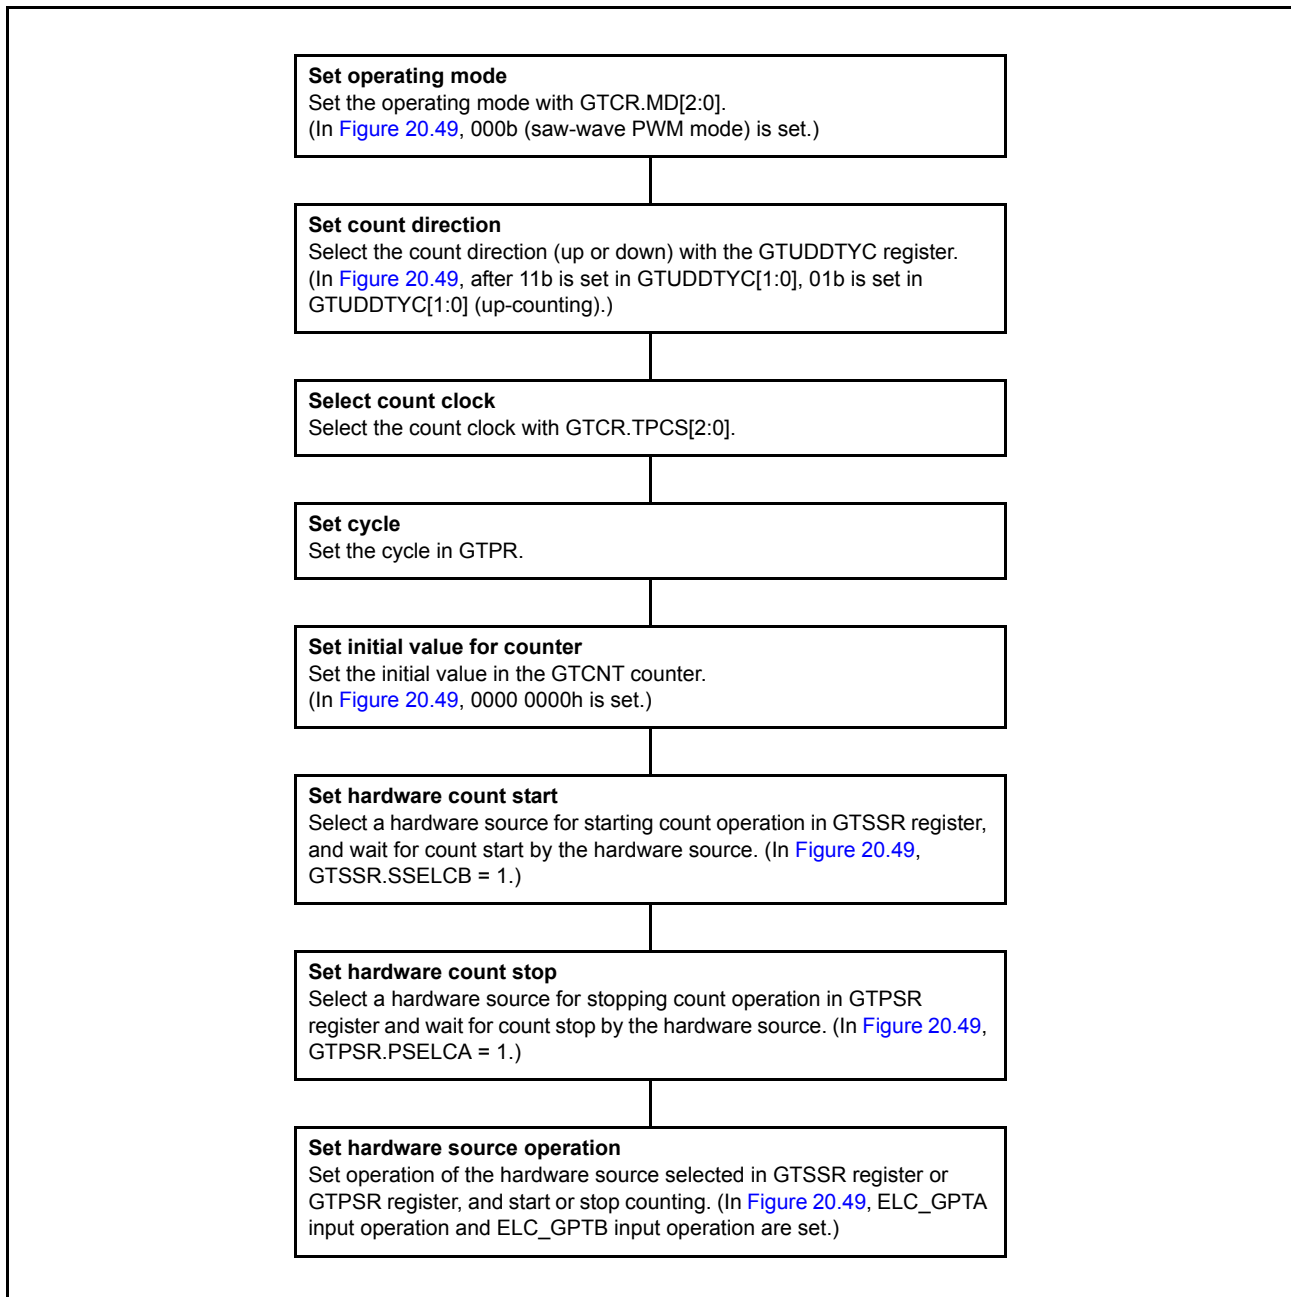 Set operating mode
Set the operating mode with GTCR.MD[2:0].
(In Figure 20.49, 000b (saw-wave PWM mode) is set.)
Set count direction
Select the count direction (up or down) with the GTUDDTYC register.
(In Figure 20.49, after 11b is set in GTUDDTYC[1:0], 01b is set in
GTUDDTYC[1:0] (up-counting).)
Select count clock
Select the count clock with GTCR.TPCS[2:0].
Set cycle
Set the cycle in GTPR.
Set initial value for counter
Set the initial value in the GTCNT counter.
(In Figure 20.49, 0000 0000h is set.)
Set hardware count start
Select a hardware source for starting count operation in GTSSR register,
and wait for count start by the hardware source. (In Figure 20.49,
GTSSR.SSELCB = 1.)
Set hardware count stop
Select a hardware source for stopping count operation in GTPSR
register and wait for count stop by the hardware source. (In Figure 20.49,
GTPSR.PSELCA = 1.)
Set hardware source operation
Set operation of the hardware source selected in GTSSR register or
GTPSR register, and start or stop counting. (In Figure 20.49, ELC_GPTA
input operation and ELC_GPTB input operation are set.)